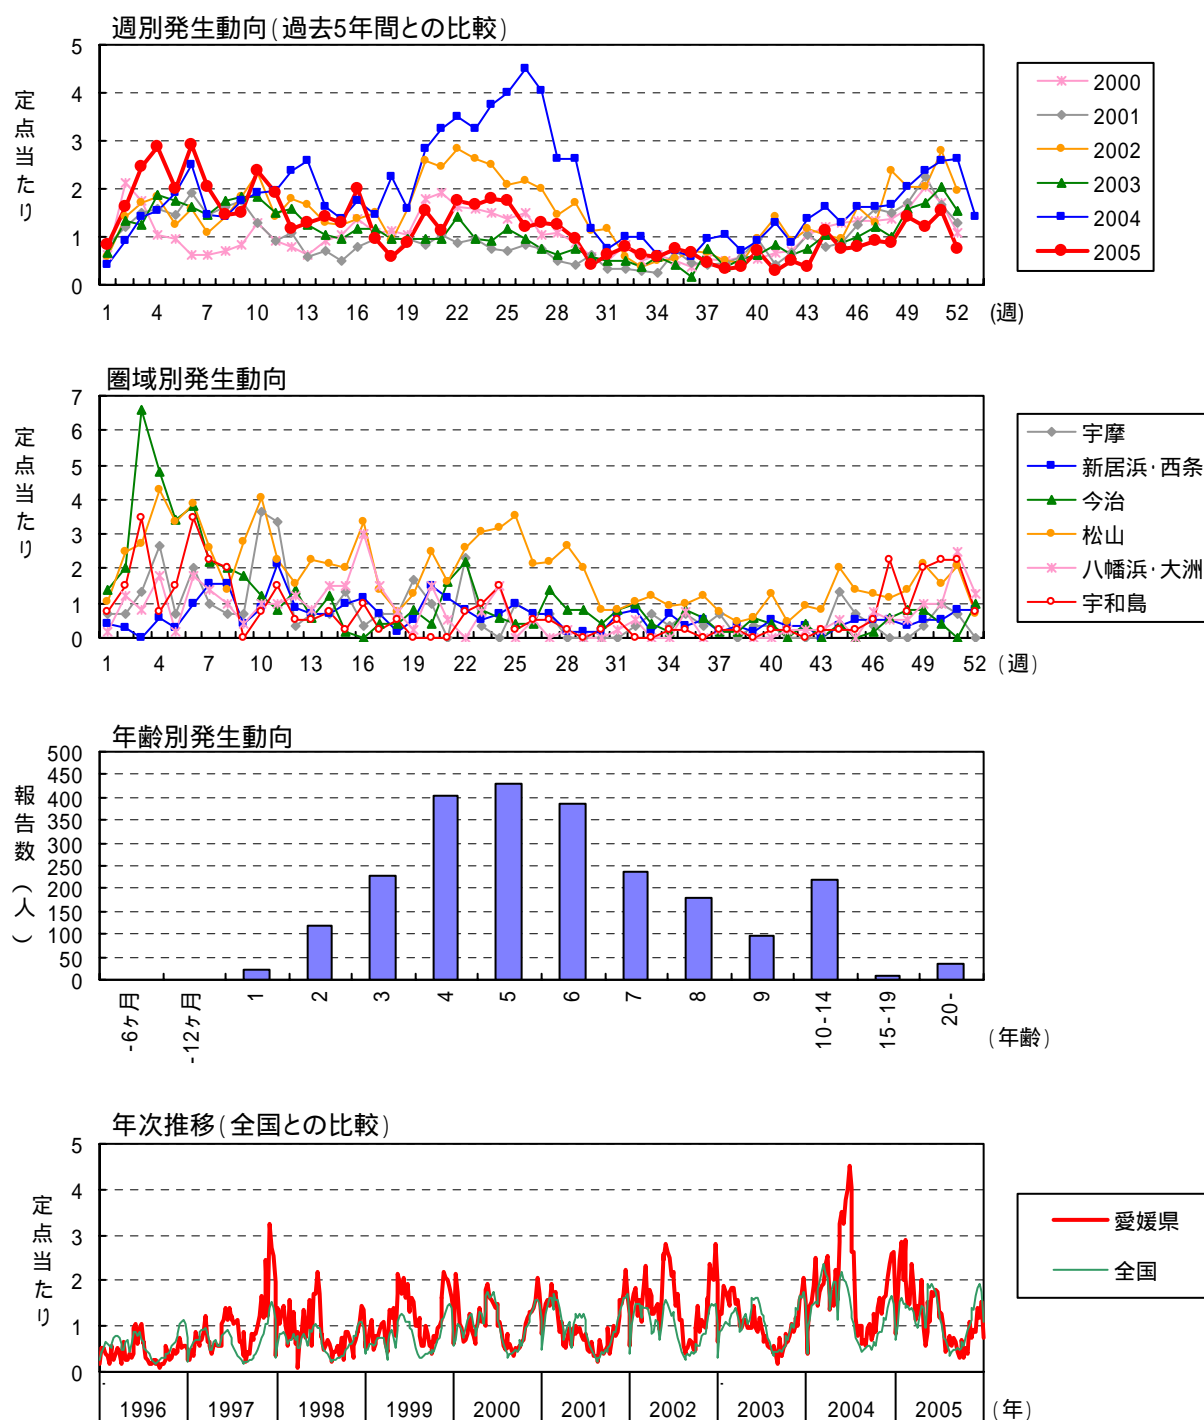 週別発生動向(過去5年間との比較)
定点当たり
5
4
3
2
1
0
1 4 7 10 13 16 19 22 25 28 31 34 37 40 43 46 49 52 (週)
2000
2001
2002
2003
2004
2005
圏域別発生動向
定点当たり
7
6
5
4
3
2
1
0
1 4 7 10 13 16 19 22 25 28 31 34 37 40 43 46 49 52 (週)
宇摩
新居浜・西条
今治
松山
八幡浜・大洲
宇和島
年齢別発生動向
報告数(人)
500
450
400
350
300
250
200
150
100
50
0
-6ヶ月 -12ヶ月 1 2 3 4 5 6 7 8 9 10-14 15-19 20- (年齢)
年次推移(全国との比較)
定点当たり
5
4
3
2
1
0
1996 1997 1998 1999 2000 2001 2002 2003 2004 2005 (年)
愛媛県
全国